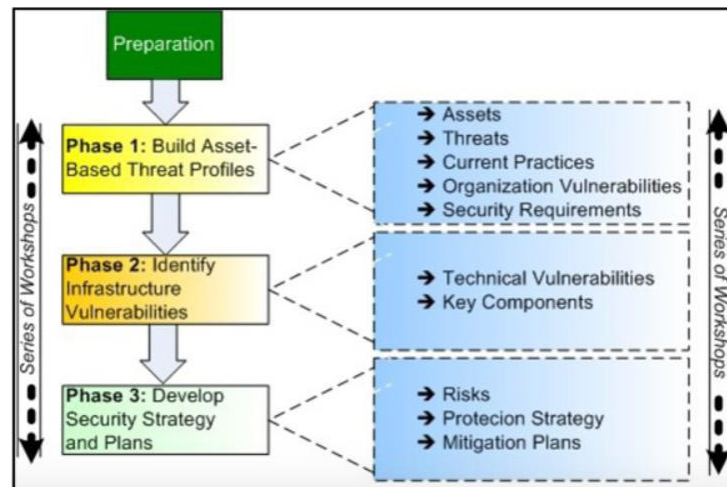 Preparation
Phase 1: Build Asset-
Based Threat Profiles
➔ Assets
➔ Threats
➔ Current Practices
➔ Organization Vulnerabilities
➔ Security Requirements
Phase 2: Identify
Infrastructure
Vulnerabilities
➔ Technical Vulnerabilities
➔ Key Components
Phase 3: Develop
Security Strategy
and Plans
➔ Risks
➔ Protecion Strategy
➔ Mitigation Plans
Series of Workshops
Series of Workshops